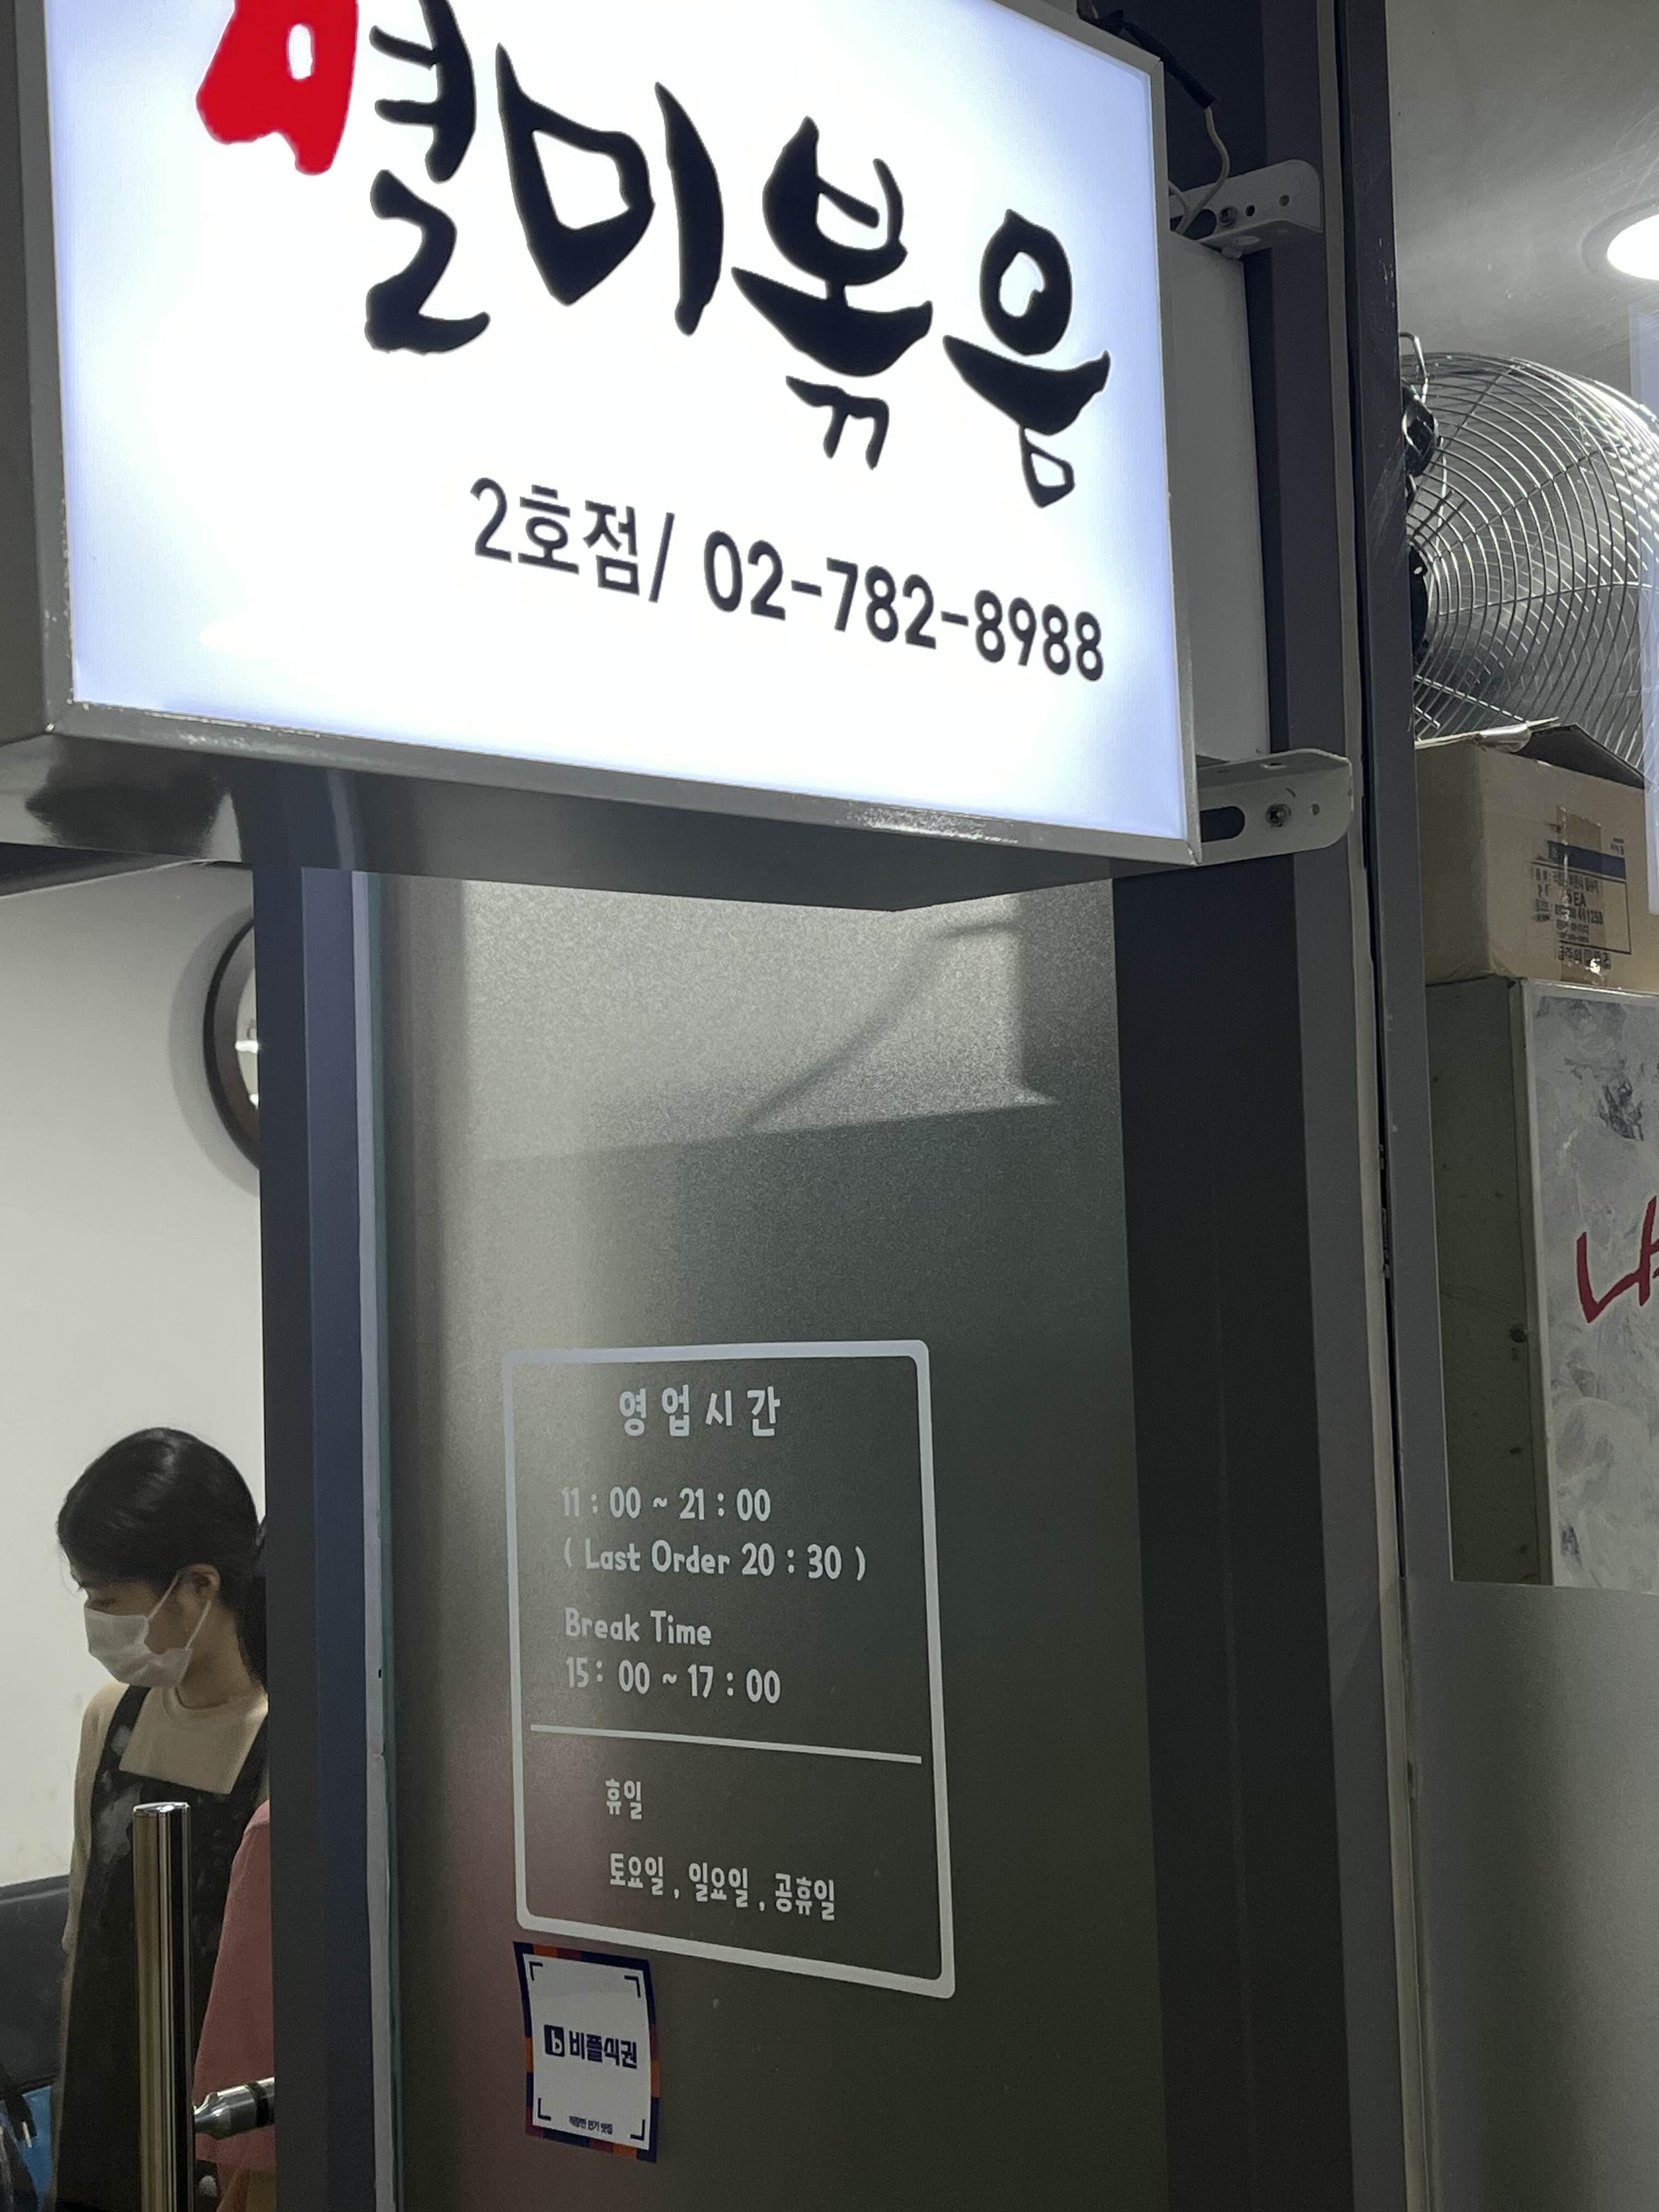 별미볶음
2호점/ 02-782-8988
영업시간
11 : 00 ~ 21 : 00
( Last Order 20 : 30 )
Break Time
15 : 00 ~ 17 : 00
휴일
토요일 , 일요일 , 공휴일
b 비플식권